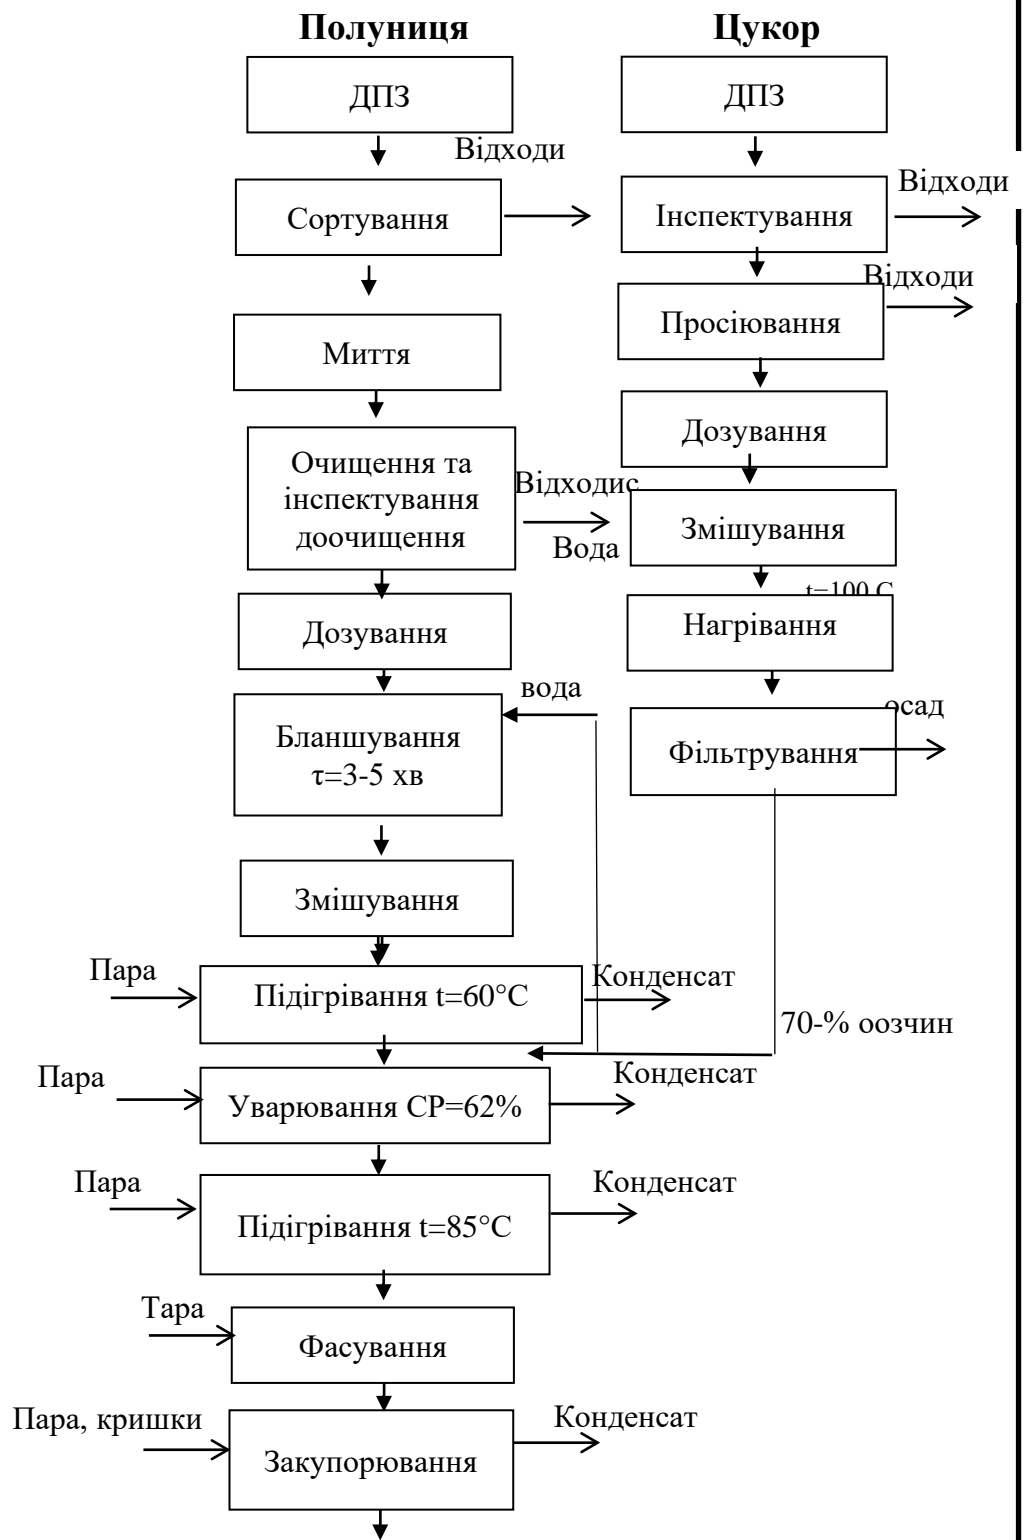 Полуниця
Цукор
ДПЗ
ДПЗ
Відходи
Відходи
Сортування
Інспектування
Відходи
Просіювання
Миття
Дозування
Очищення та
інспектування
доочищення
Відходис
Вода
Змішування
t=100 C
Дозування
Нагрівання
вода
осад
Бланшування
τ=3-5 хв
Фільтрування
Змішування
Пара
Підігрівання t=60°C
Конденсат
70-% оозчин
Пара
Уварювання СР=62%
Конденсат
Пара
Підігрівання t=85°C
Конденсат
Тара
Фасування
Пара, кришки
Закупорювання
Конденсат